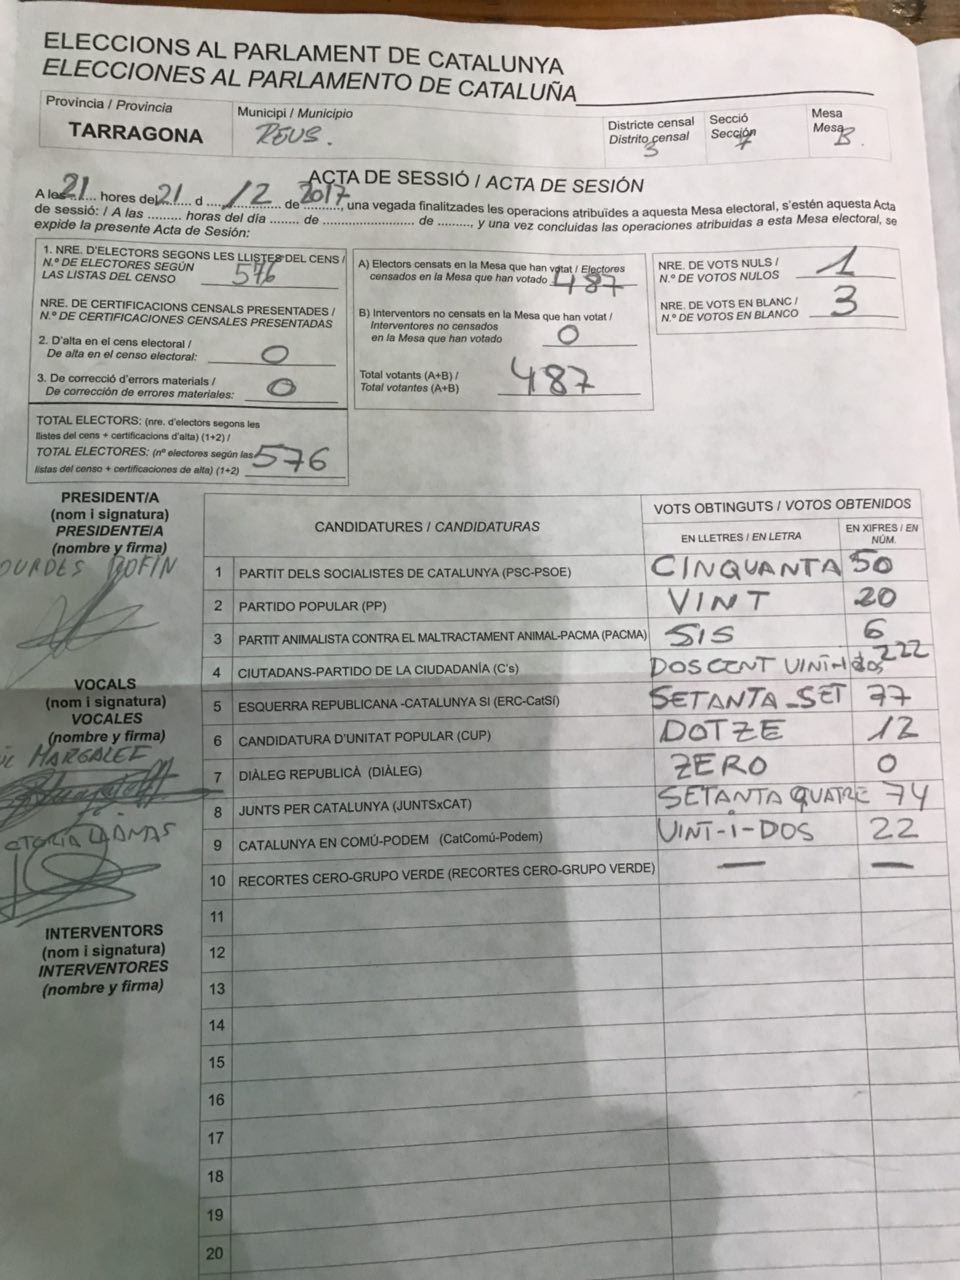 ELECCIONS AL PARLAMENT DE CATALUNYA
ELECCIONES AL PARLAMENTO DE CATALUÑA
Provincia / Provincia
TARRAGONA
Municipi / Municipio
REUS.
Districte censal
Distrito censal
3
Secció
Sección
7
Mesa
Mesa
B.
ACTA DE SESSIÓ / ACTA DE SESIÓN
A les 21 hores del 21 d ..... /12 de 2017, una vegada finalitzades les operacions atribuïdes a aquesta Mesa electoral, s'estén aquesta Acta
de sessió: / A las ......... horas del día ....... de ........................... de ........., y una vez concluidas las operaciones atribuidas a esta Mesa electoral, se
expide la presente Acta de Sesión:
1. NRE. D'ELECTORS SEGONS LES LLISTES DEL CENS /
N.º DE ELECTORES SEGÚN
LAS LISTAS DEL CENSO 576
NRE. DE CERTIFICACIONS CENSALS PRESENTADES /
N.º DE CERTIFICACIONES CENSALES PRESENTADAS
2. D'alta en el cens electoral /
De alta en el censo electoral: 0
3. De correcció d'errors materials /
De corrección de errores materiales: 0
TOTAL ELECTORS: (nre. d'electors segons les
llistes del cens + certificacions d'alta) (1+2) /
TOTAL ELECTORES: (nº electores según las
listas del censo + certificaciones de alta) (1+2) 576
A) Electors censats en la Mesa que han votat / Electores
censados en la Mesa que han votado 487
B) Interventors no censats en la Mesa que han votat /
Interventores no censados
en la Mesa que han votado 0
Total votants (A+B) /
Total votantes (A+B) 487
NRE. DE VOTS NULS /
N.º DE VOTOS NULOS 1
NRE. DE VOTS EN BLANC /
N.º DE VOTOS EN BLANCO 3
PRESIDENT/A
(nom i signatura)
PRESIDENTE/A
(nombre y firma)
VOCALS
(nom i signatura)
VOCALES
(nombre y firma)
MARGALEF
INTERVENTORS
(nom i signatura)
INTERVENTORES
(nombre y firma)
CANDIDATURES / CANDIDATURAS
VOTS OBTINGUTS / VOTOS OBTENIDOS
EN LLETRES / EN LETRA
EN XIFRES / EN
NÚM.
1 PARTIT DELS SOCIALISTES DE CATALUNYA (PSC-PSOE) CINQUANTA 50
2 PARTIDO POPULAR (PP) VINT 20
3 PARTIT ANIMALISTA CONTRA EL MALTRACTAMENT ANIMAL-PACMA (PACMA) SIS 6
4 CIUTADANS-PARTIDO DE LA CIUDADANÍA (C's) DOSCENT VINT-I-dos 222
5 ESQUERRA REPUBLICANA -CATALUNYA SI (ERC-CatSí) SETANTA-SET 77
6 CANDIDATURA D'UNITAT POPULAR (CUP) DOTZE 12
7 DIÀLEG REPUBLICÀ (DIÀLEG) ZERO 0
8 JUNTS PER CATALUNYA (JUNTSxCAT) SETANTA QUATRE 74
9 CATALUNYA EN COMÚ-PODEM (CatComú-Podem) VINT-i-DOS 22
10 RECORTES CERO-GRUPO VERDE (RECORTES CERO-GRUPO VERDE) — —
11
12
13
14
15
16
17
18
19
20